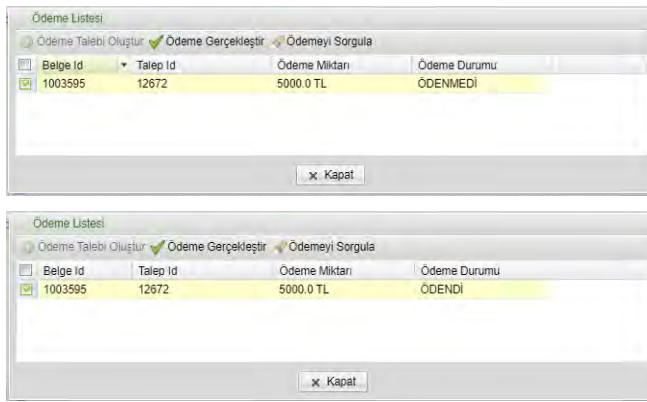 Ödeme Listesi
Ödeme Talebi Oluştur Ödeme Gerçekleştir Ödemeyi Sorgula
Belge Id Talep Id Ödeme Miktarı Ödeme Durumu
1003595 12672 5000.0 TL ÖDENMEDİ
x Kapat
Ödeme Listesi
Ödeme Talebi Oluştur Ödeme Gerçekleştir Ödemeyi Sorgula
Belge Id Talep Id Ödeme Miktarı Ödeme Durumu
1003595 12672 5000.0 TL ÖDENDİ
x Kapat